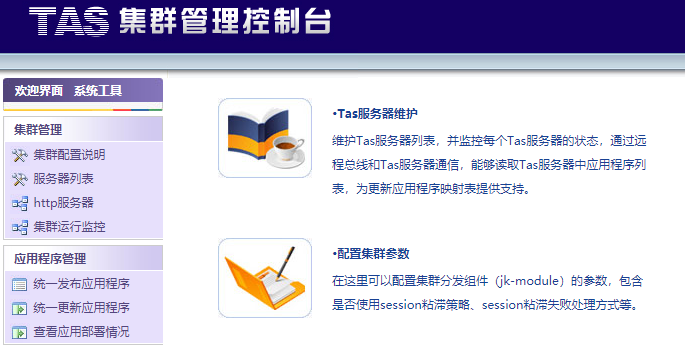 TAS 集群管理控制台
欢迎界面 系统工具
集群管理
集群配置说明
服务器列表
http服务器
集群运行监控
应用程序管理
统一发布应用程序
统一更新应用程序
查看应用部署情况
•Tas服务器维护
维护Tas服务器列表，并监控每个Tas服务器的状态，通过远
程总线和Tas服务器通信，能够读取Tas服务器中应用程序列
表，为更新应用程序映射表提供支持。
•配置集群参数
在这里可以配置集群分发组件（jk-module）的参数，包含
是否使用session粘滞策略、session粘滞失败处理方式等。